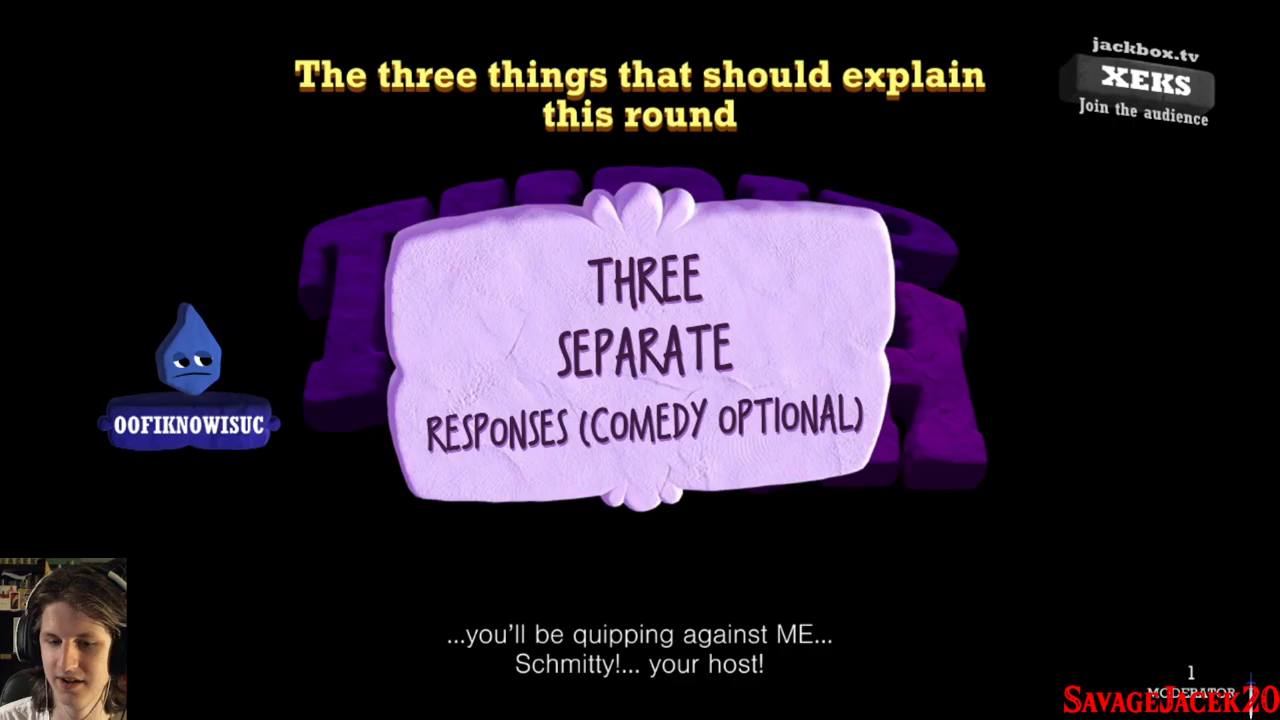 The three things that should explain
this round
jackbox.tv
XEKS
Join the audience
THREE
SEPARATE
RESPONSES (COMEDY OPTIONAL)
OOFIKNOWISUC
...you'll be quipping against ME...
Schmitty!... your host!
1
MODERATOR
SAVAGEJACEK20